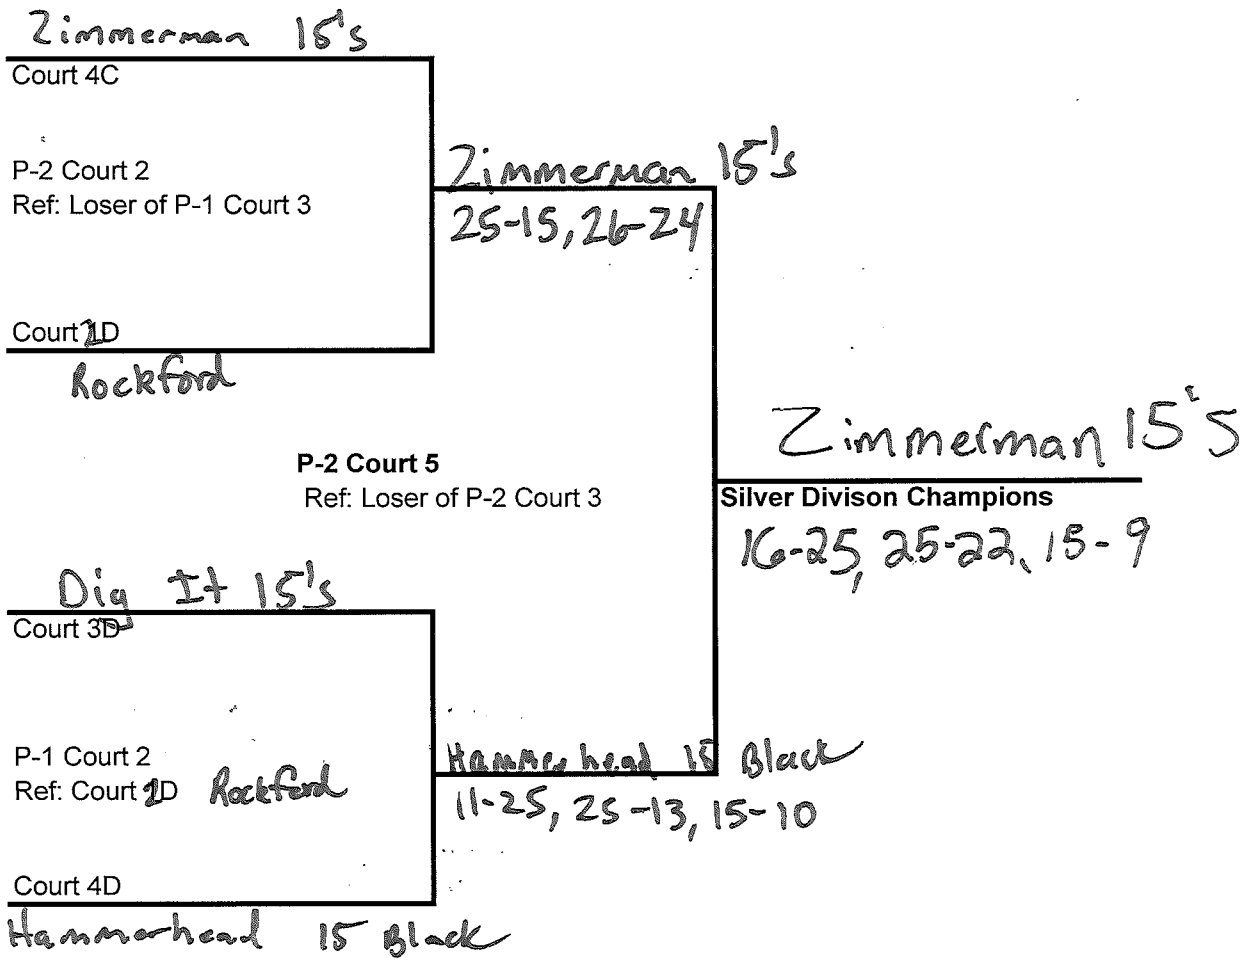 Zimmerman 15's
Court 4C
P-2 Court 2
Ref: Loser of P-1 Court 3
Zimmerman 15's
25-15, 26-24
Court D
Rockford
Zimmerman 15's
P-2 Court 5
Ref: Loser of P-2 Court 3
Silver Divison Champions
16-25, 25-22, 15-9
Dig It 15's
Court 3D
P-1 Court 2
Ref: Court D Rockford
Hammerhead 15 Black
11-25, 25-13, 15-10
Court 4D
Hammerhead 15 Black